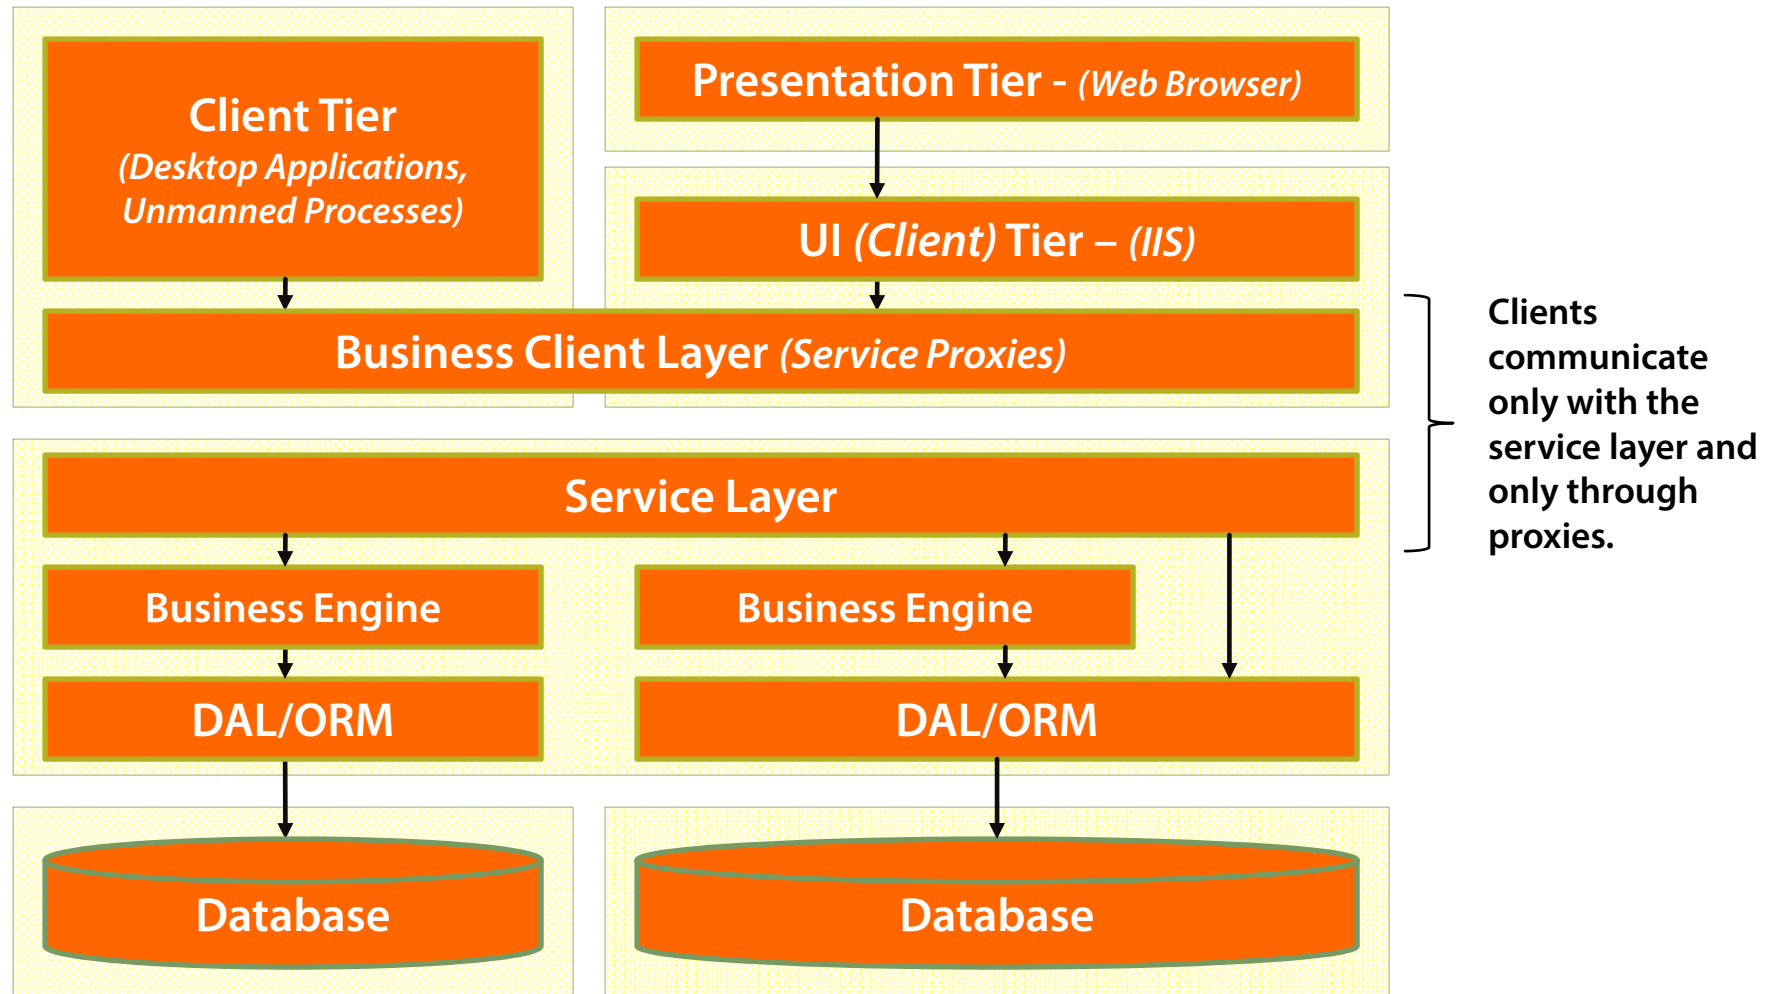 Client Tier
(Desktop Applications,
Unmanned Processes)
Presentation Tier - (Web Browser)
UI (Client) Tier – (IIS)
Business Client Layer (Service Proxies)
Clients
communicate
only with the
service layer and
only through
proxies.
Service Layer
Business Engine
Business Engine
DAL/ORM
DAL/ORM
Database
Database